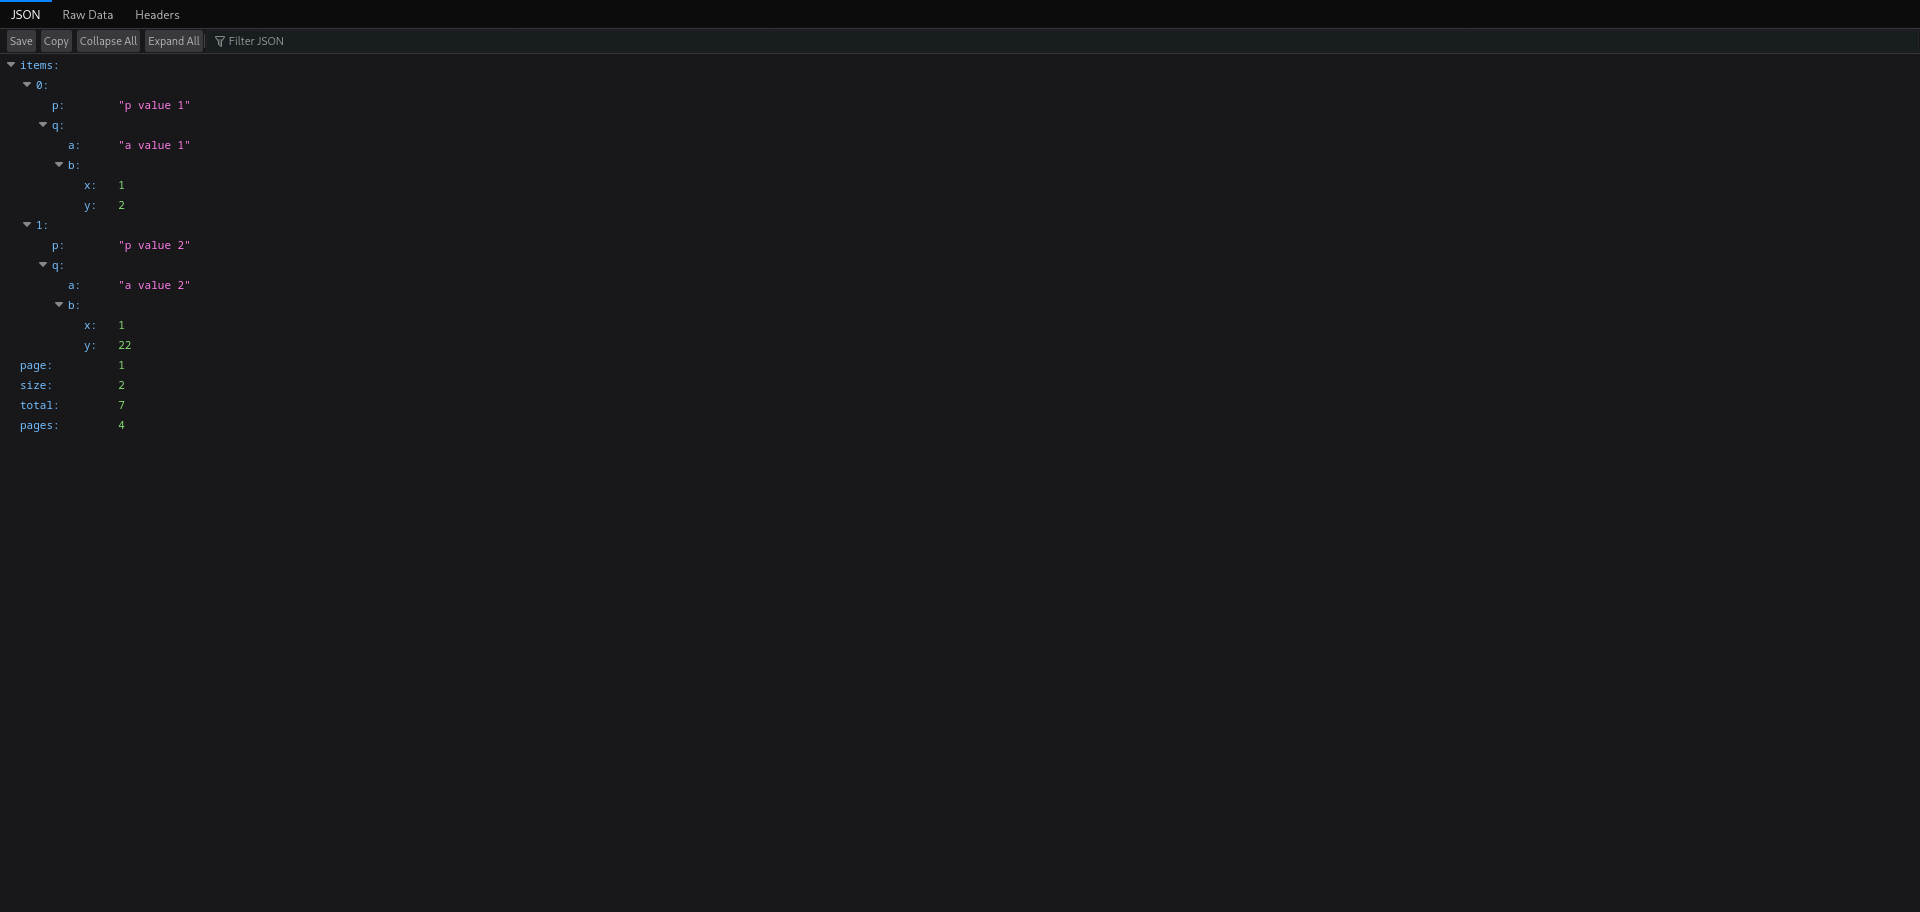 JSON Raw Data Headers
Save Copy Collapse All Expand All Filter JSON
items:
0:
p: "p value 1"
q:
a: "a value 1"
b:
x: 1
y: 2
1:
p: "p value 2"
q:
a: "a value 2"
b:
x: 1
y: 22
page: 1
size: 2
total: 7
pages: 4